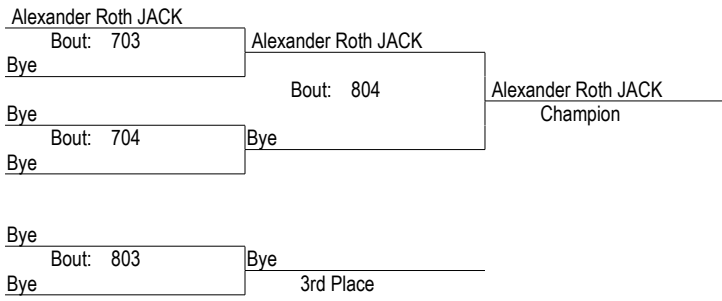 Alexander Roth JACK
Bout: 703
Alexander Roth JACK
Bye
Bout: 804
Alexander Roth JACK
Bye
Champion
Bout: 704
Bye
Bye
Bye
Bout: 803
Bye
Bye
3rd Place